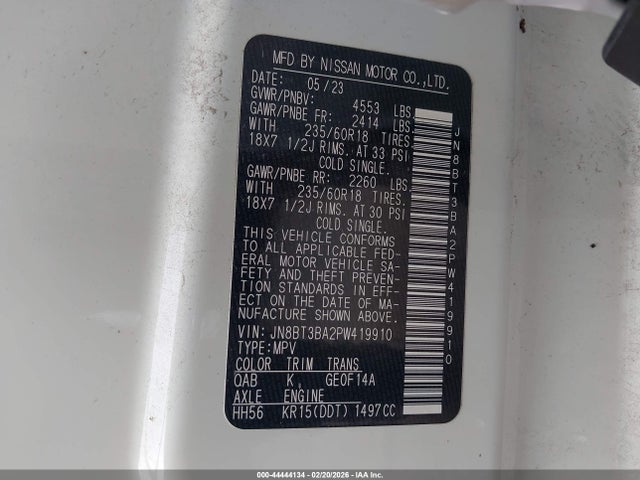 MFD BY NISSAN MOTOR CO.,LTD.
DATE: 05/23
GVWR/PNBV: 4553 LBS.
GAWR/PNBE FR: 2414 LBS.
WITH 235/60R18 TIRES.
18X7 1/2J RIMS. AT 33 PSI
COLD SINGLE.
GAWR/PNBE RR: 2260 LBS.
WITH 235/60R18 TIRES.
18X7 1/2J RIMS. AT 30 PSI
COLD SINGLE.
THIS VEHICLE CONFORMS
TO ALL APPLICABLE FED-
ERAL MOTOR VEHICLE SA-
FETY AND THEFT PREVEN-
TION STANDARDS IN EFF-
ECT ON THE DATE OF MA-
NUFACTURE SHOWN ABOVE.
VIN: JN8BT3BA2PW419910
TYPE:MPV
COLOR TRIM TRANS
QAB K, GE0F14A
AXLE ENGINE
HH56 KR15(DDT) 1497CC
JN8BT3BA2PW419910
000-44444134 - 02/20/2026 - IAA Inc.